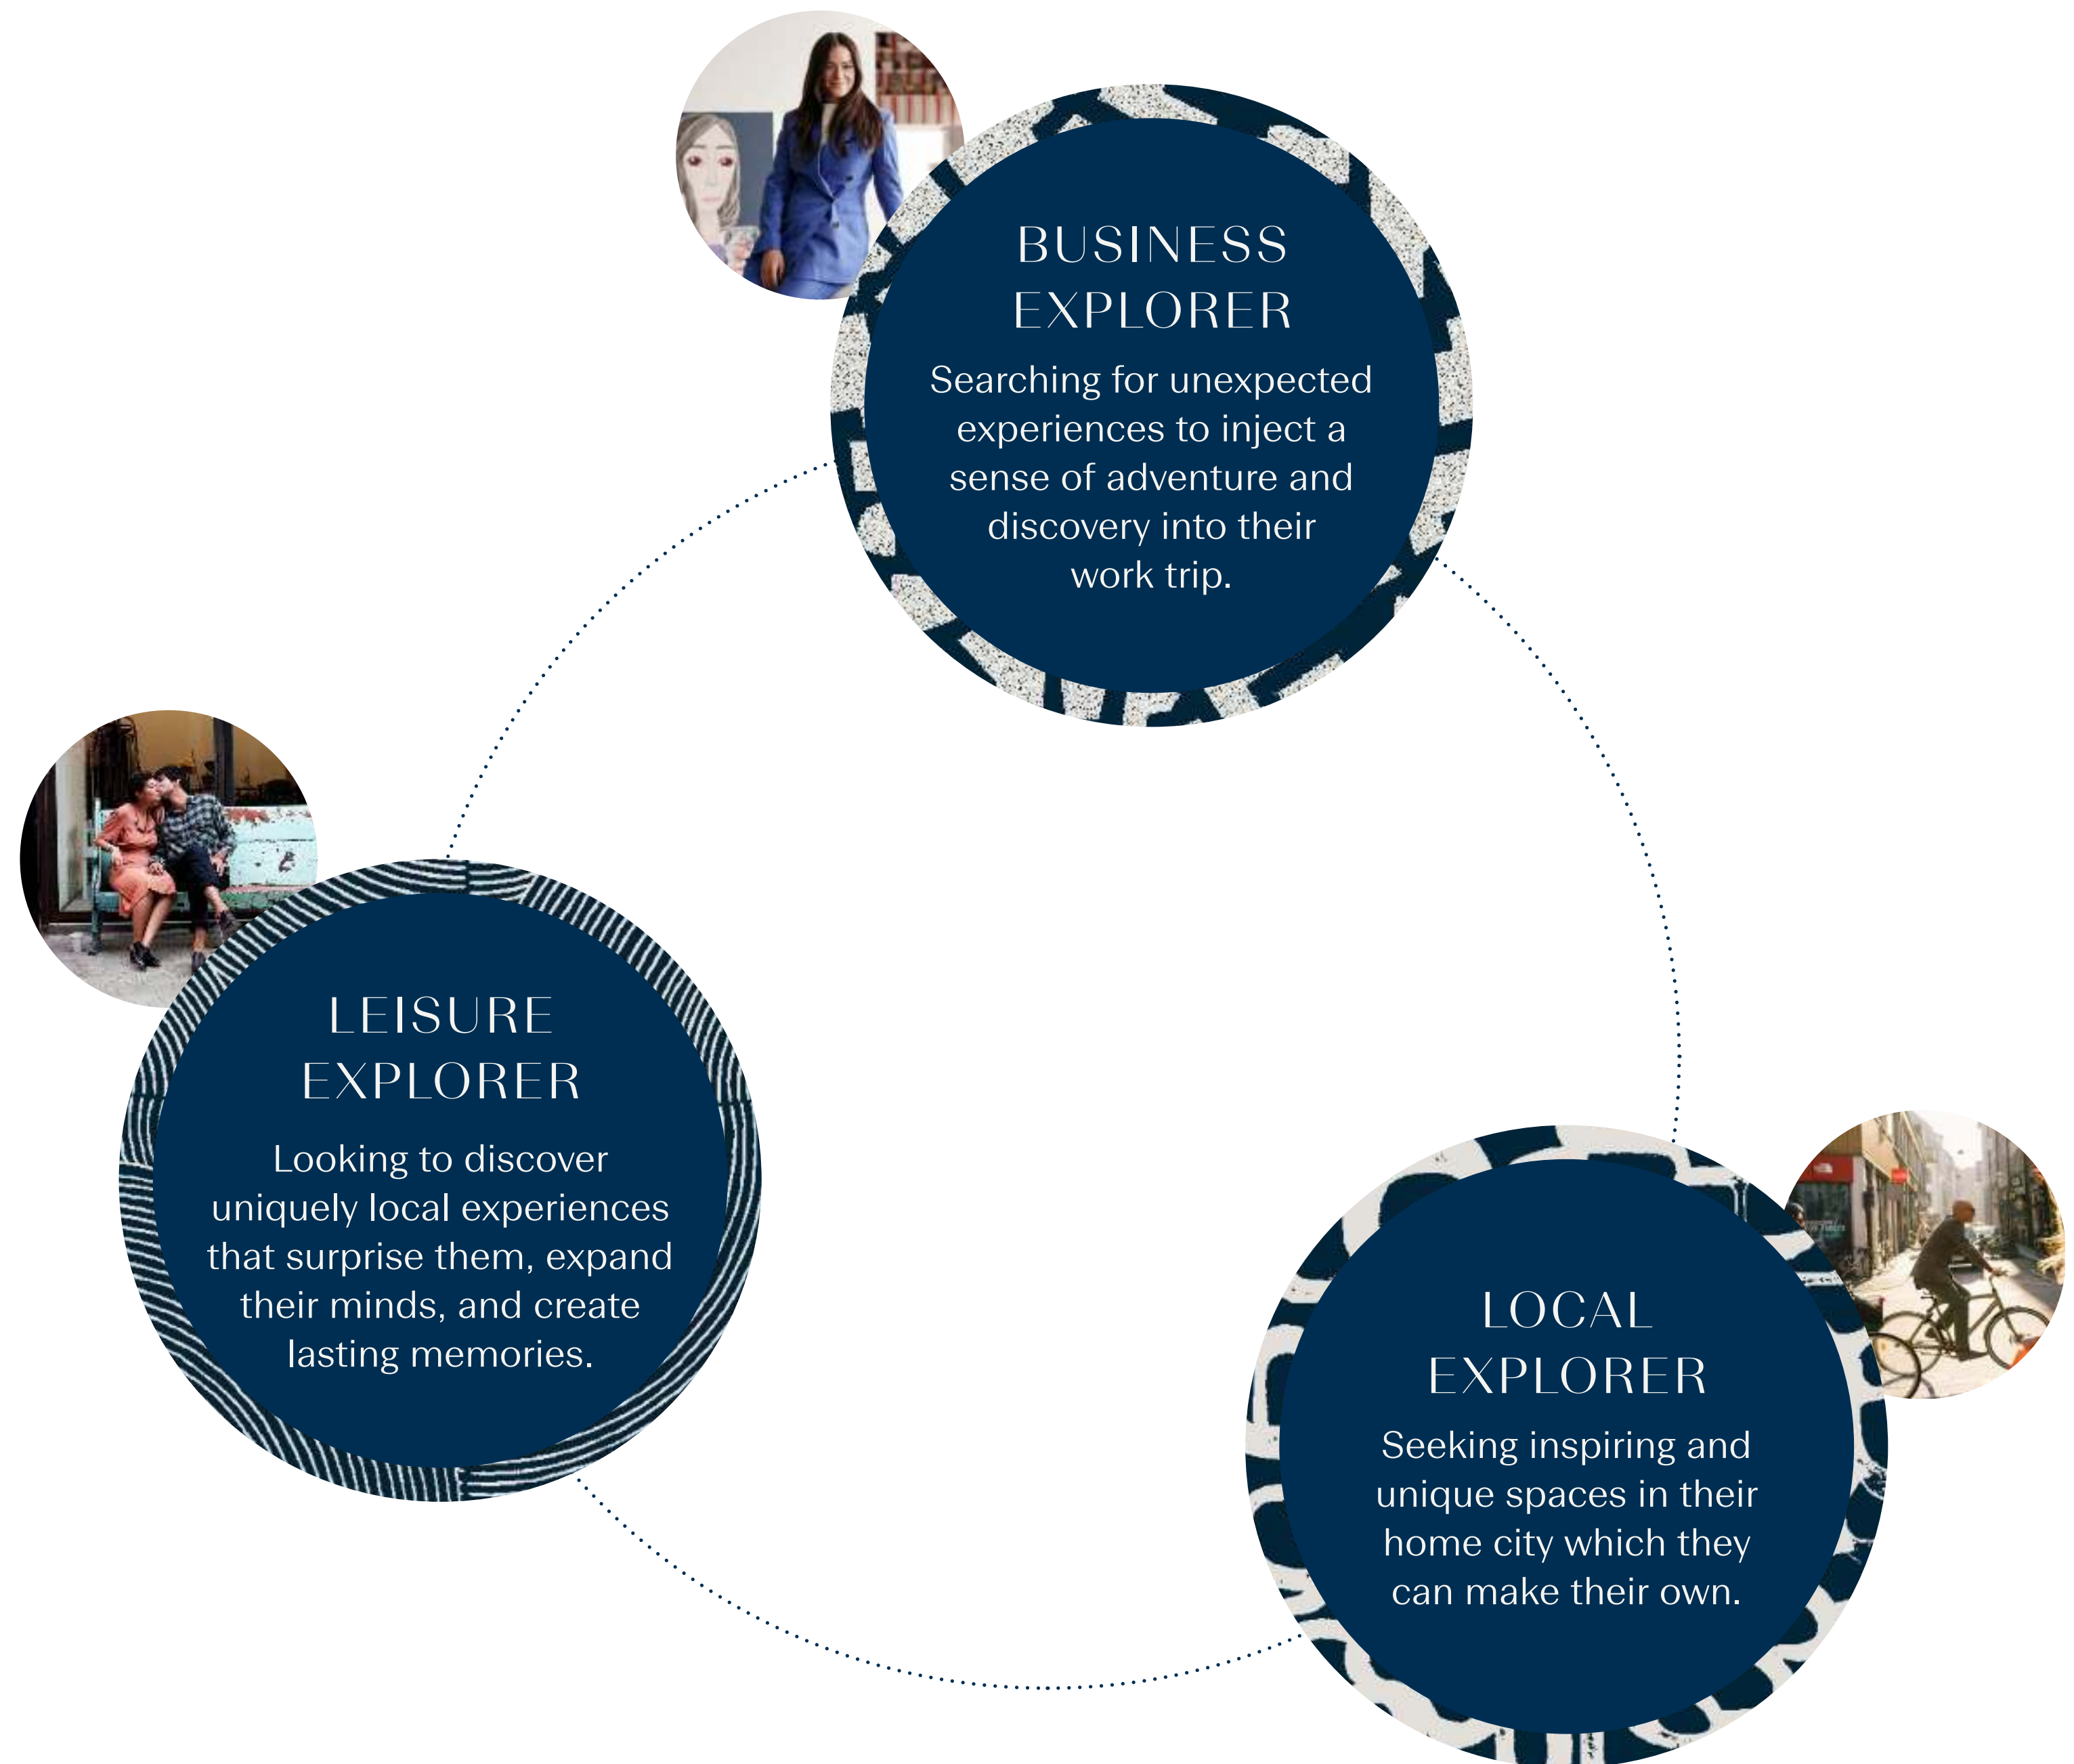 BUSINESS
EXPLORER
Searching for unexpected
experiences to inject a
sense of adventure and
discovery into their
work trip.
LEISURE
EXPLORER
Looking to discover
uniquely local experiences
that surprise them, expand
their minds, and create
lasting memories.
LOCAL
EXPLORER
Seeking inspiring and
unique spaces in their
home city which they
can make their own.